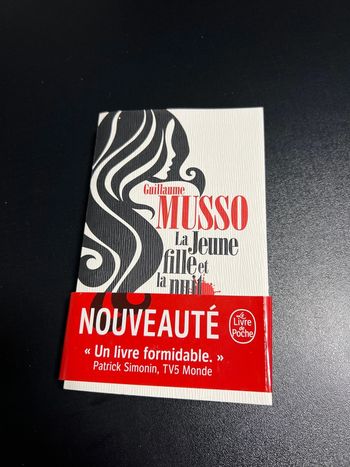 Guillaume
MUSSO
La Jeune
fille et
la nuit
NOUVEAUTÉ
Le
Livre
de
Poche
« Un livre formidable. »
Patrick Simonin, TV5 Monde